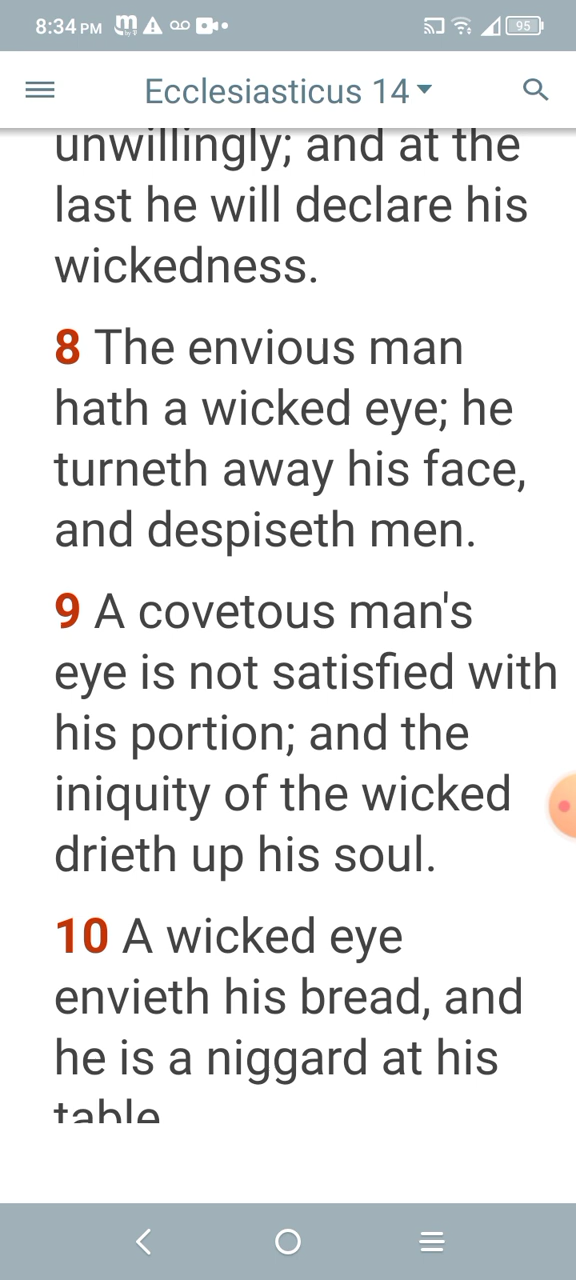 8:34 PM
95
Ecclesiasticus 14
unwillingly; and at the
last he will declare his
wickedness.
8 The envious man
hath a wicked eye; he
turneth away his face,
and despiseth men.
9 A covetous man's
eye is not satisfied with
his portion; and the
iniquity of the wicked
drieth up his soul.
10 A wicked eye
envieth his bread, and
he is a niggard at his
table